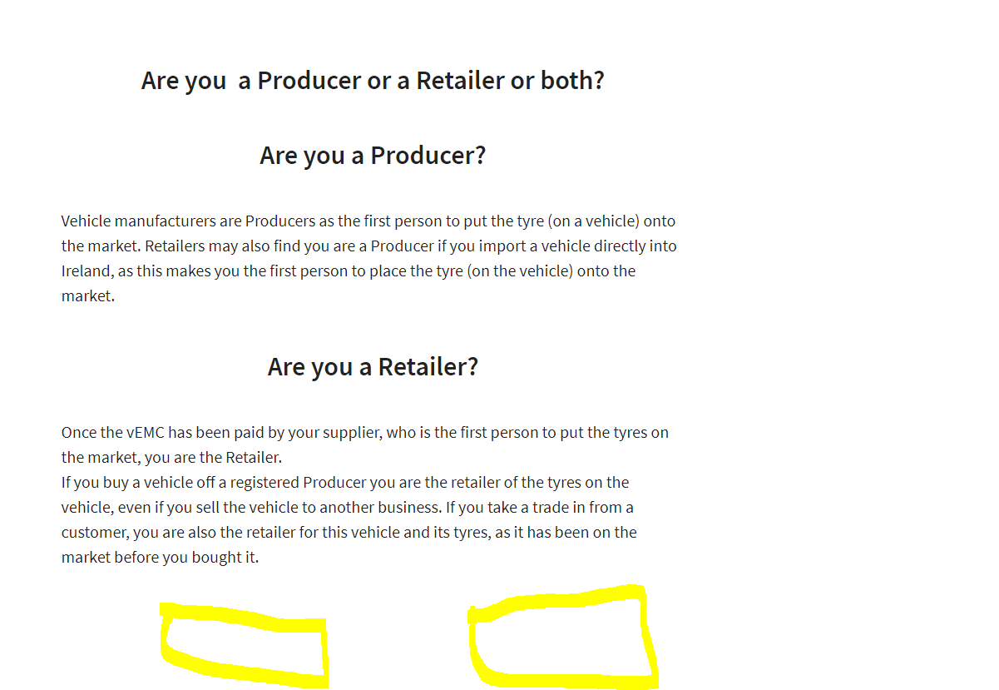 Are you  a Producer or a Retailer or both?
Are you a Producer?
Vehicle manufacturers are Producers as the first person to put the tyre (on a vehicle) onto
the market. Retailers may also find you are a Producer if you import a vehicle directly into
Ireland, as this makes you the first person to place the tyre (on the vehicle) onto the
market.
Are you a Retailer?
Once the vEMC has been paid by your supplier, who is the first person to put the tyres on
the market, you are the Retailer.
If you buy a vehicle off a registered Producer you are the retailer of the tyres on the
vehicle, even if you sell the vehicle to another business. If you take a trade in from a
customer, you are also the retailer for this vehicle and its tyres, as it has been on the
market before you bought it.